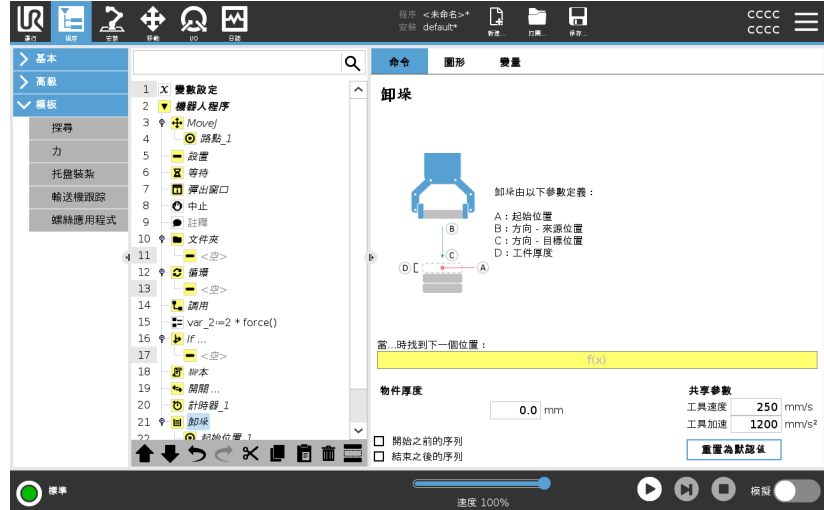 UR
運行
程序
安裝
移動
I/O
日誌
程序 <未命名>*
安裝 default*
新建...
打開...
保存...
cccc
cccc
基本
高級
模板
探尋
力
托盤裝紮
輸送機跟踪
螺絲應用程式
1 X 變數設定
2 機器人程序
3 MoveJ
4 路點_1
5 設置
6 等待
7 彈出窗口
8 中止
9 註釋
10 文件夾
11 <空>
12 循環
13 <空>
14 調用
15 var_2:=2 * force()
16 If ...
17 <空>
18 腳本
19 開關 ...
20 計時器_1
21 卸垛
22 起始位置_1
命令
圖形
變量
卸垛
B
C
D
A
卸垛由以下參數定義：
A：起始位置
B：方向 - 來源位置
C：方向 - 目標位置
D：工件厚度
當...時找到下一個位置：
f(x)
物件厚度
0.0 mm
開始之前的序列
結束之後的序列
共享參數
工具速度 250 mm/s
工具加速 1200 mm/s²
重置為默認值
標準
速度 100%
模擬